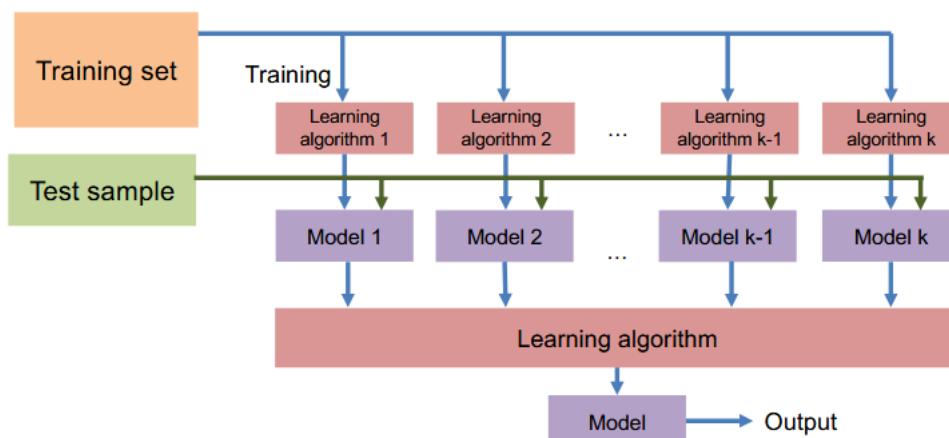 Training set
Training
Learning
algorithm 1
Learning
algorithm 2
...
Learning
algorithm k-1
Learning
algorithm k
Test sample
Model 1
Model 2
...
Model k-1
Model k
Learning algorithm
Model
Output